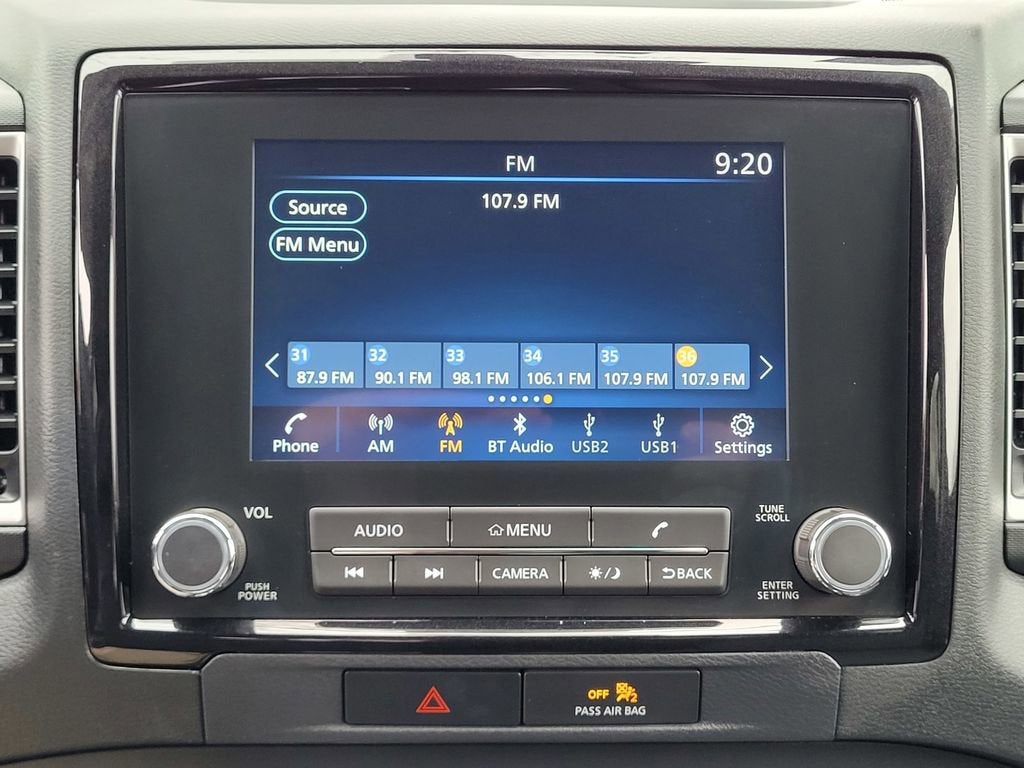 FM 9:20
Source 107.9 FM
FM Menu
31 32 33 34 35 36
87.9 FM 90.1 FM 98.1 FM 106.1 FM 107.9 FM 107.9 FM
Phone AM FM BT Audio USB2 USB1 Settings
VOL
TUNE
SCROLL
AUDIO MENU
CAMERA BACK
PUSH
POWER
ENTER
SETTING
OFF 2
PASS AIR BAG